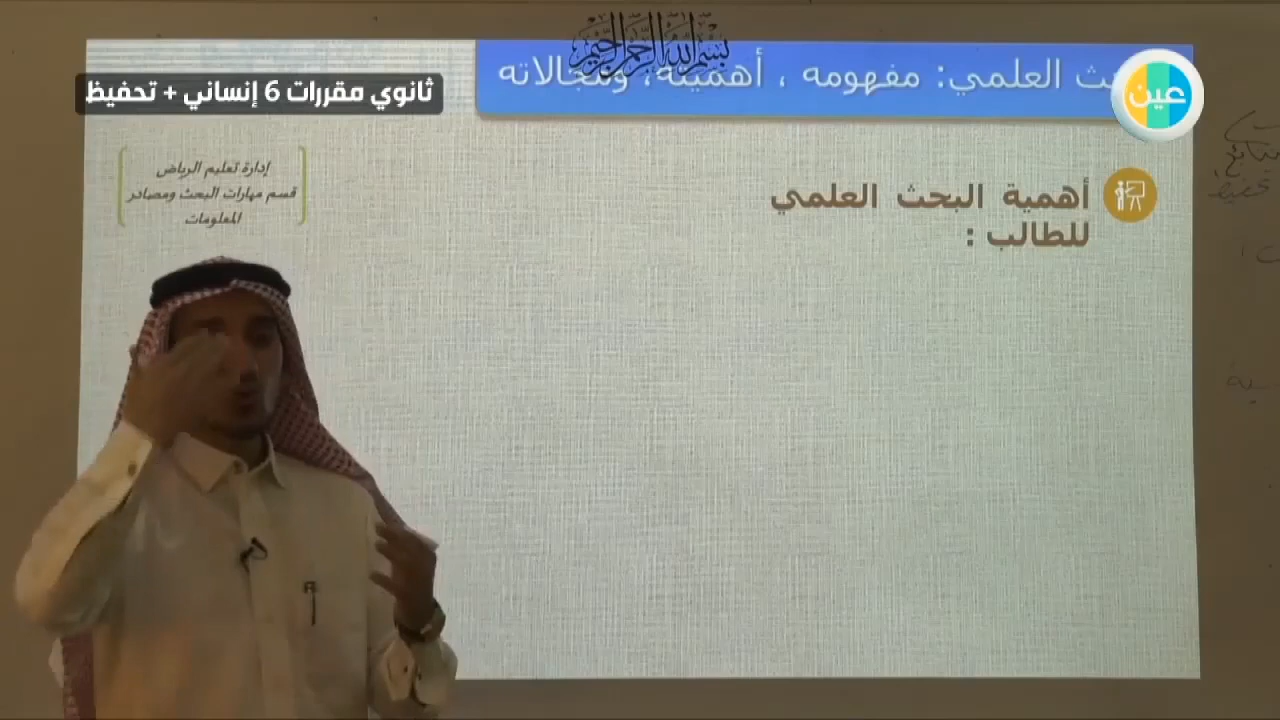 بسم الله الرحمن الرحيم
العلمي: مفهومه ، أهميته، ومجالاته
عين
ثانوي مقررات 6 إنساني + تحفيظ
إدارة تعليم الرياض
قسم مهارات البحث ومصادر
المعلومات
أهمية البحث العلمي
للطالب :